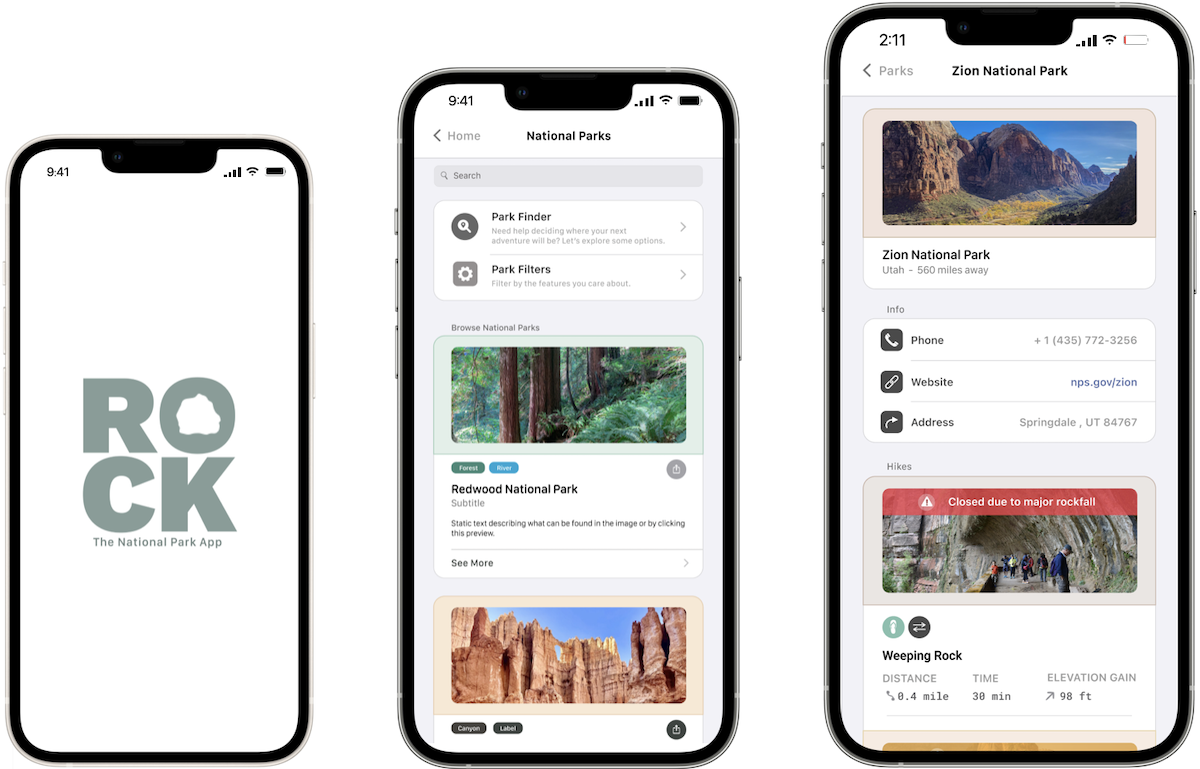 9:41
RO
CK
The National Park App
9:41
Home
National Parks
Search
Park Finder
Need help deciding where your next
adventure will be? Let's explore some options.
Park Filters
Filter by the features you care about.
Browse National Parks
Forest River
Redwood National Park
Subtitle
Static text describing what can be found in the image or by clicking
this preview.
See More
Canyon Label
2:11
Parks
Zion National Park
Zion National Park
Utah - 560 miles away
Info
Phone + 1 (435) 772-3256
Website nps.gov/zion
Address Springdale , UT 84767
Hikes
Closed due to major rockfall
Weeping Rock
DISTANCE TIME ELEVATION GAIN
0.4 mile 30 min 98 ft